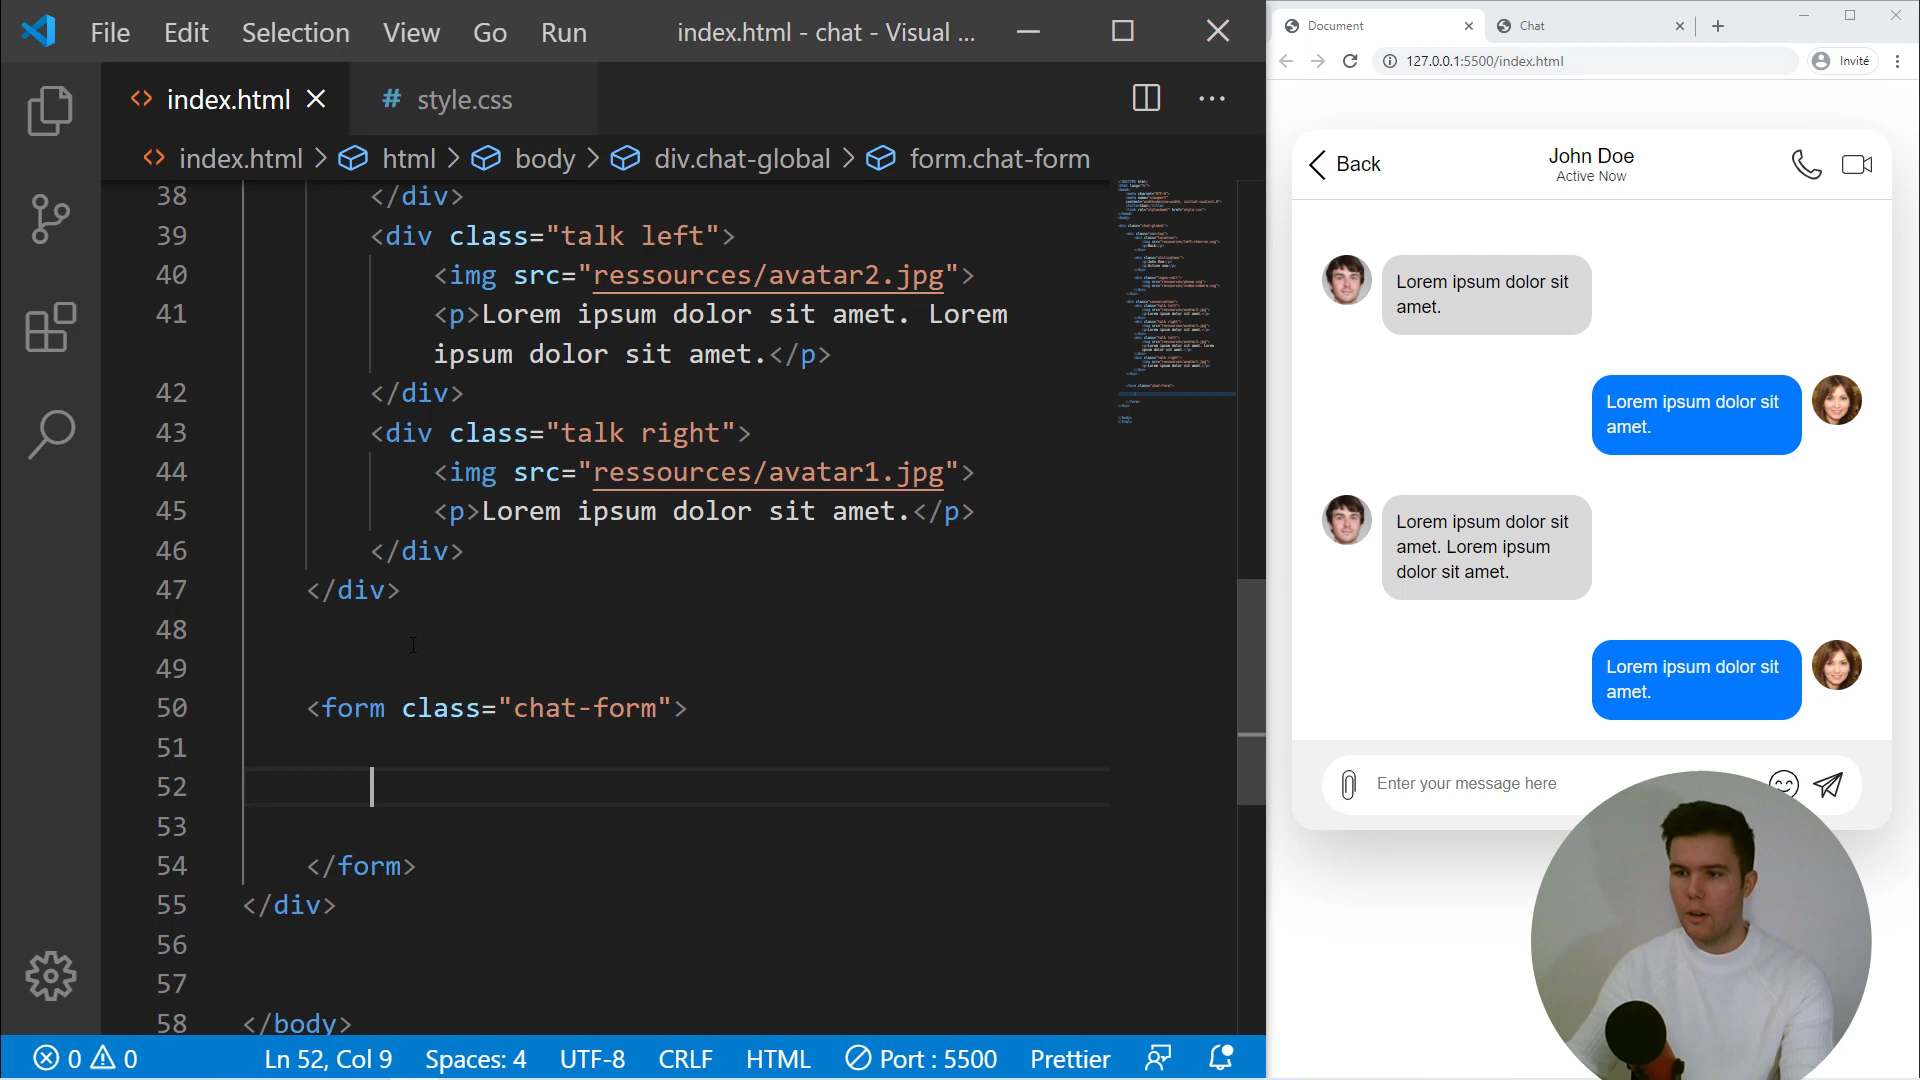 File Edit Selection View Go Run index.html - chat - Visual ...
index.html
# style.css
index.html > html > body > div.chat-global > form.chat-form
38 </div>
39 <div class="talk left">
40 <img src="ressources/avatar2.jpg">
41 <p>Lorem ipsum dolor sit amet. Lorem
ipsum dolor sit amet.</p>
42 </div>
43 <div class="talk right">
44 <img src="ressources/avatar1.jpg">
45 <p>Lorem ipsum dolor sit amet.</p>
46 </div>
47 </div>
48
49
50 <form class="chat-form">
51
52
53
54 </form>
55 </div>
56
57
58 </body>
0 0 Ln 52, Col 9 Spaces: 4 UTF-8 CRLF HTML Port : 5500 Prettier
Document
Chat
127.0.0.1:5500/index.html
Invité
Back
John Doe
Active Now
Lorem ipsum dolor sit
amet.
Lorem ipsum dolor sit
amet.
Lorem ipsum dolor sit
amet. Lorem ipsum
dolor sit amet.
Lorem ipsum dolor sit
amet.
Enter your message here